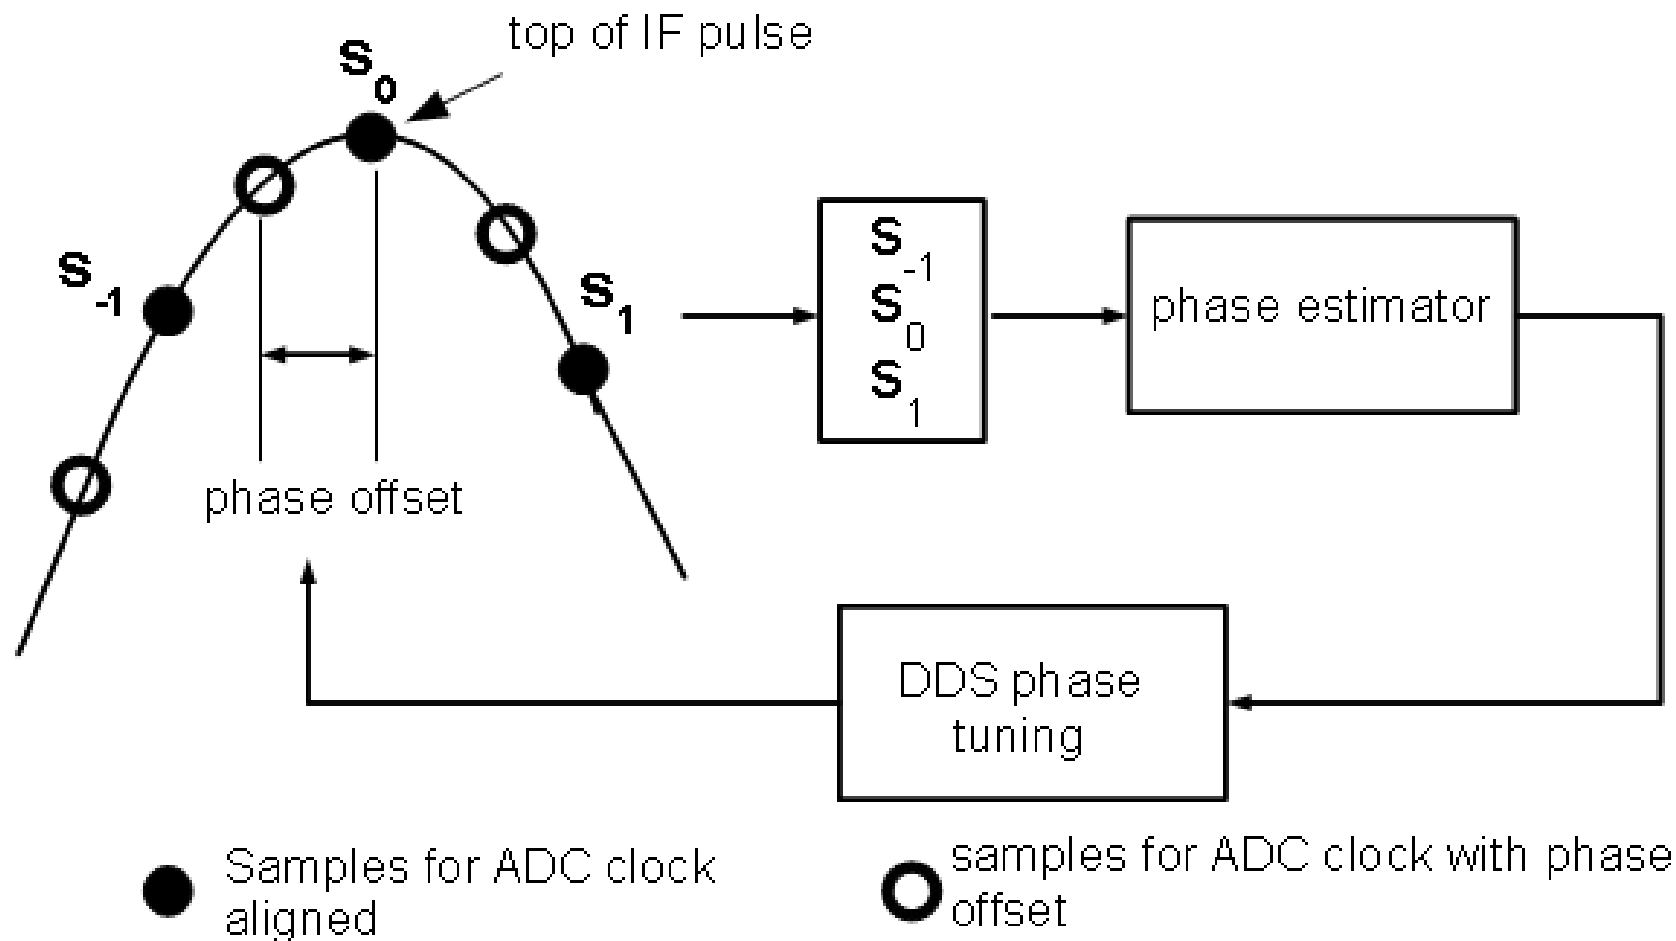 top of IF pulse
S0
S-1
S1
phase offset
S-1
S0
S1
phase estimator
DDS phase
tuning
Samples for ADC clock
aligned
samples for ADC clock with phase
offset